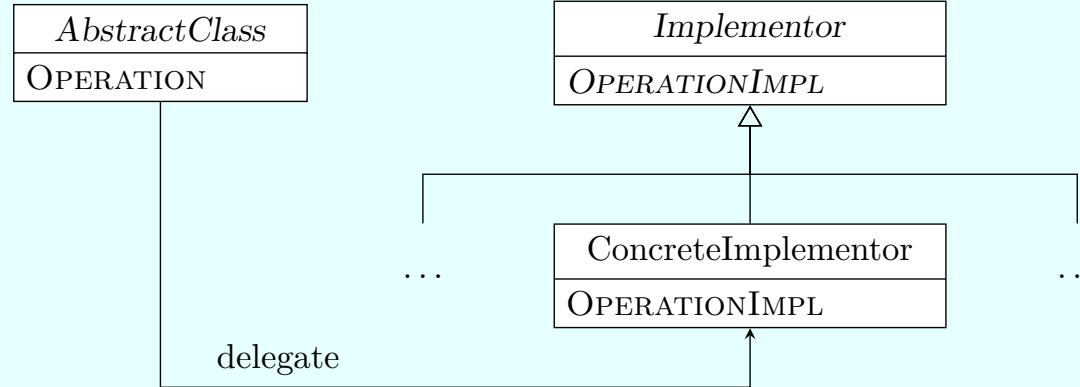 AbstractClass
OPERATION
Implementor
OPERATIONIMPL
...
ConcreteImplementor
OPERATIONIMPL
..
delegate